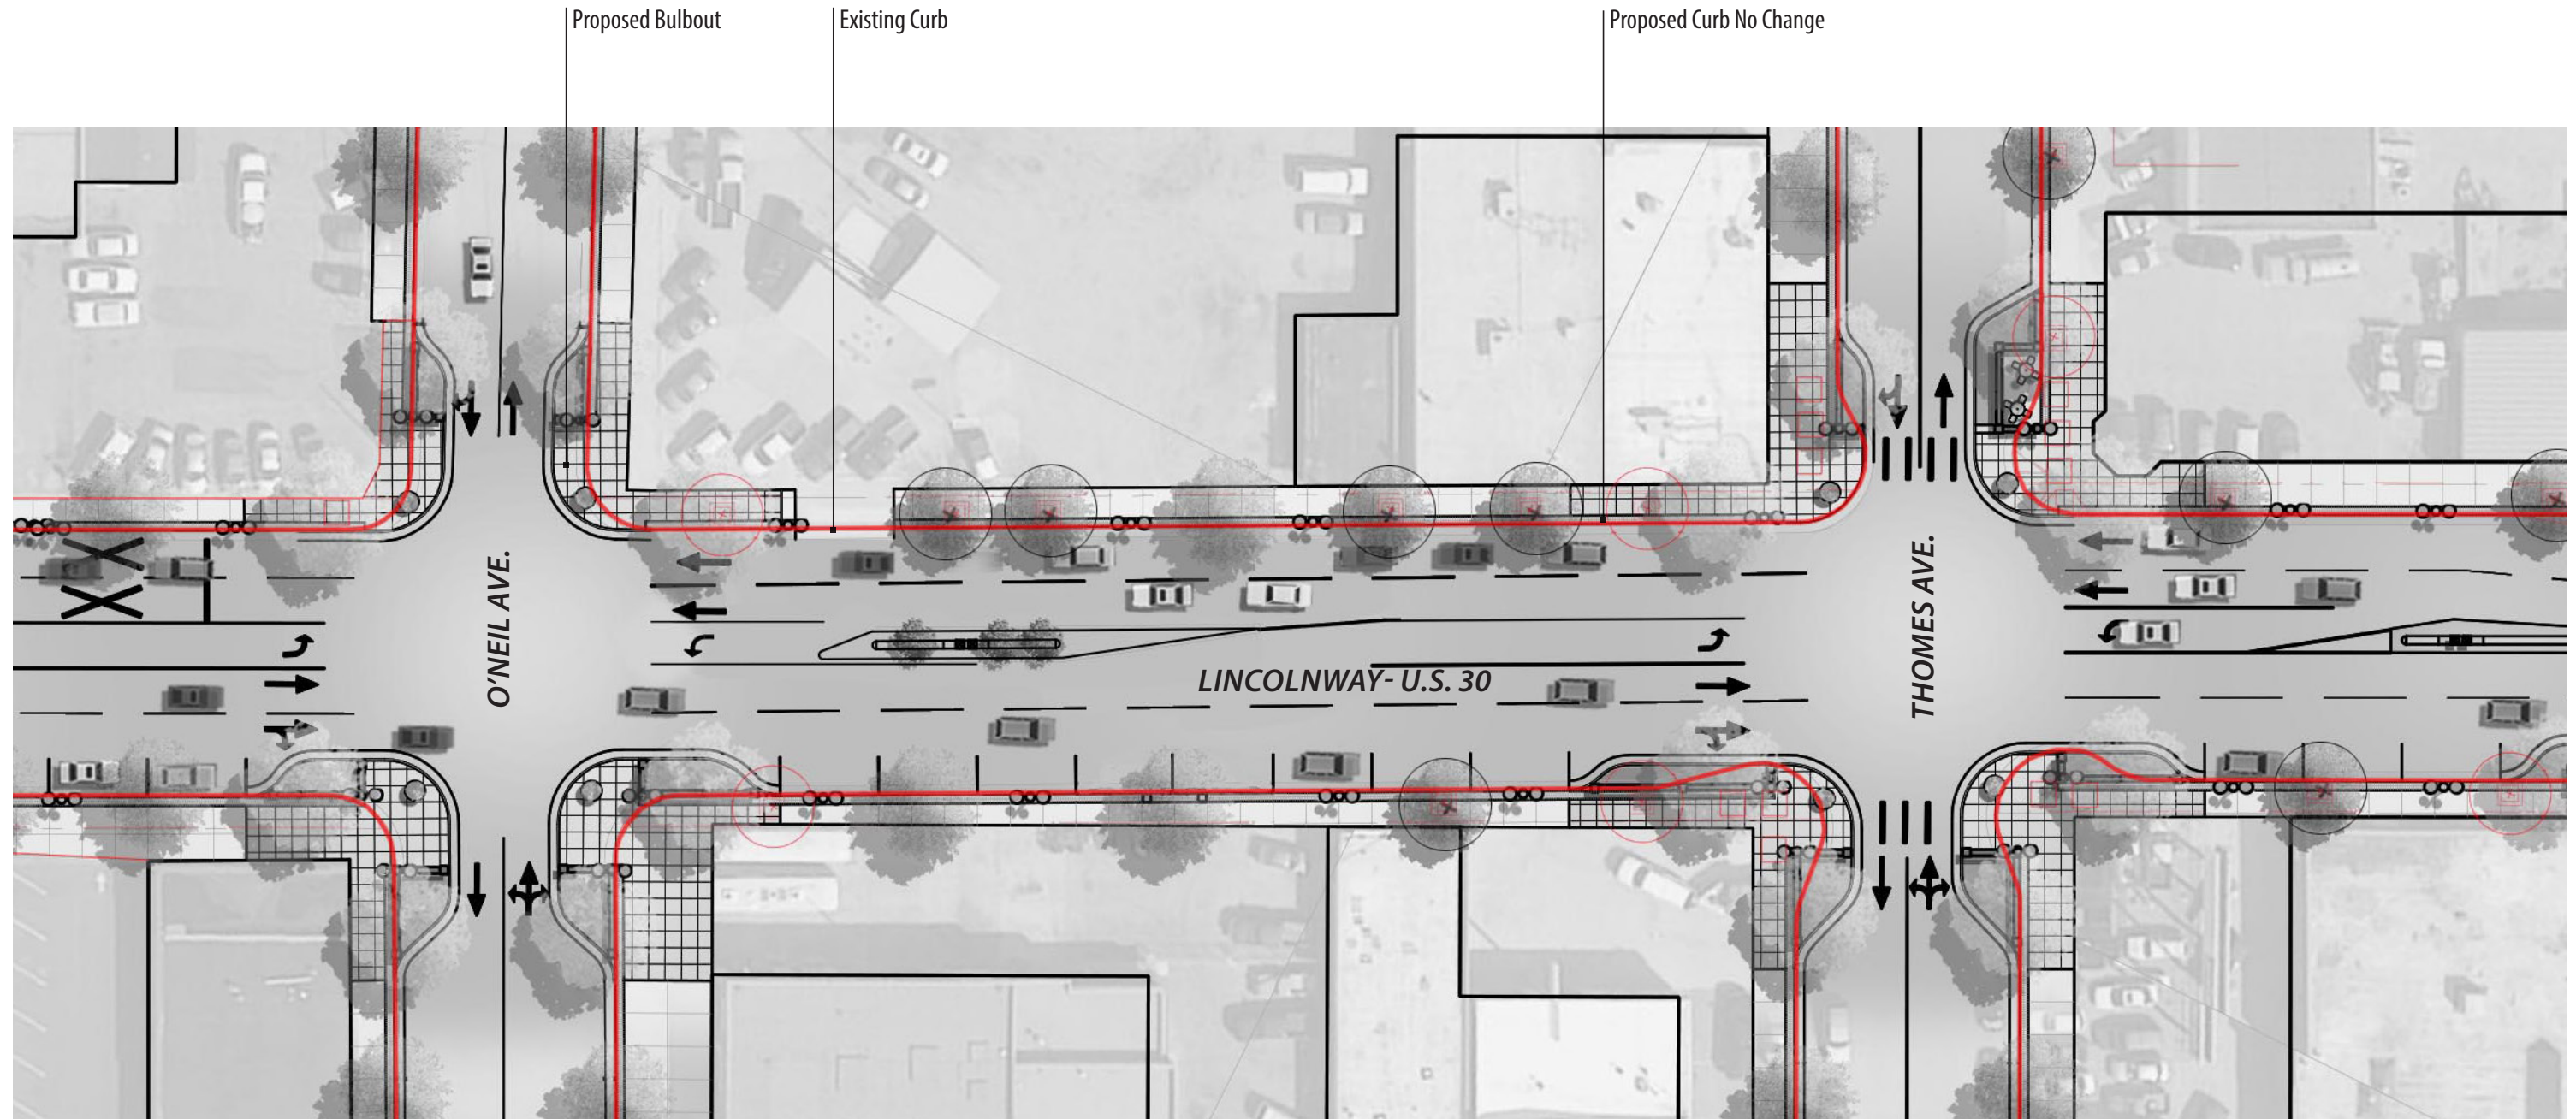 Proposed Bulbout
Existing Curb
Proposed Curb No Change
O'NEIL AVE.
THOMES AVE.
LINCOLNWAY- U.S. 30